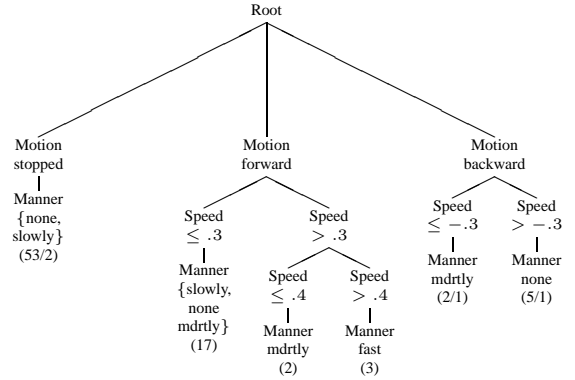 Root
Motion
stopped
Manner
{none,
slowly}
(53/2)
Motion
forward
Speed
≤ .3
Manner
{slowly,
none
mdrtly}
(17)
Speed
> .3
Speed
≤ .4
Manner
mdrtly
(2)
Speed
> .4
Manner
fast
(3)
Motion
backward
Speed
≤ −.3
Manner
mdrtly
(2/1)
Speed
> −.3
Manner
none
(5/1)